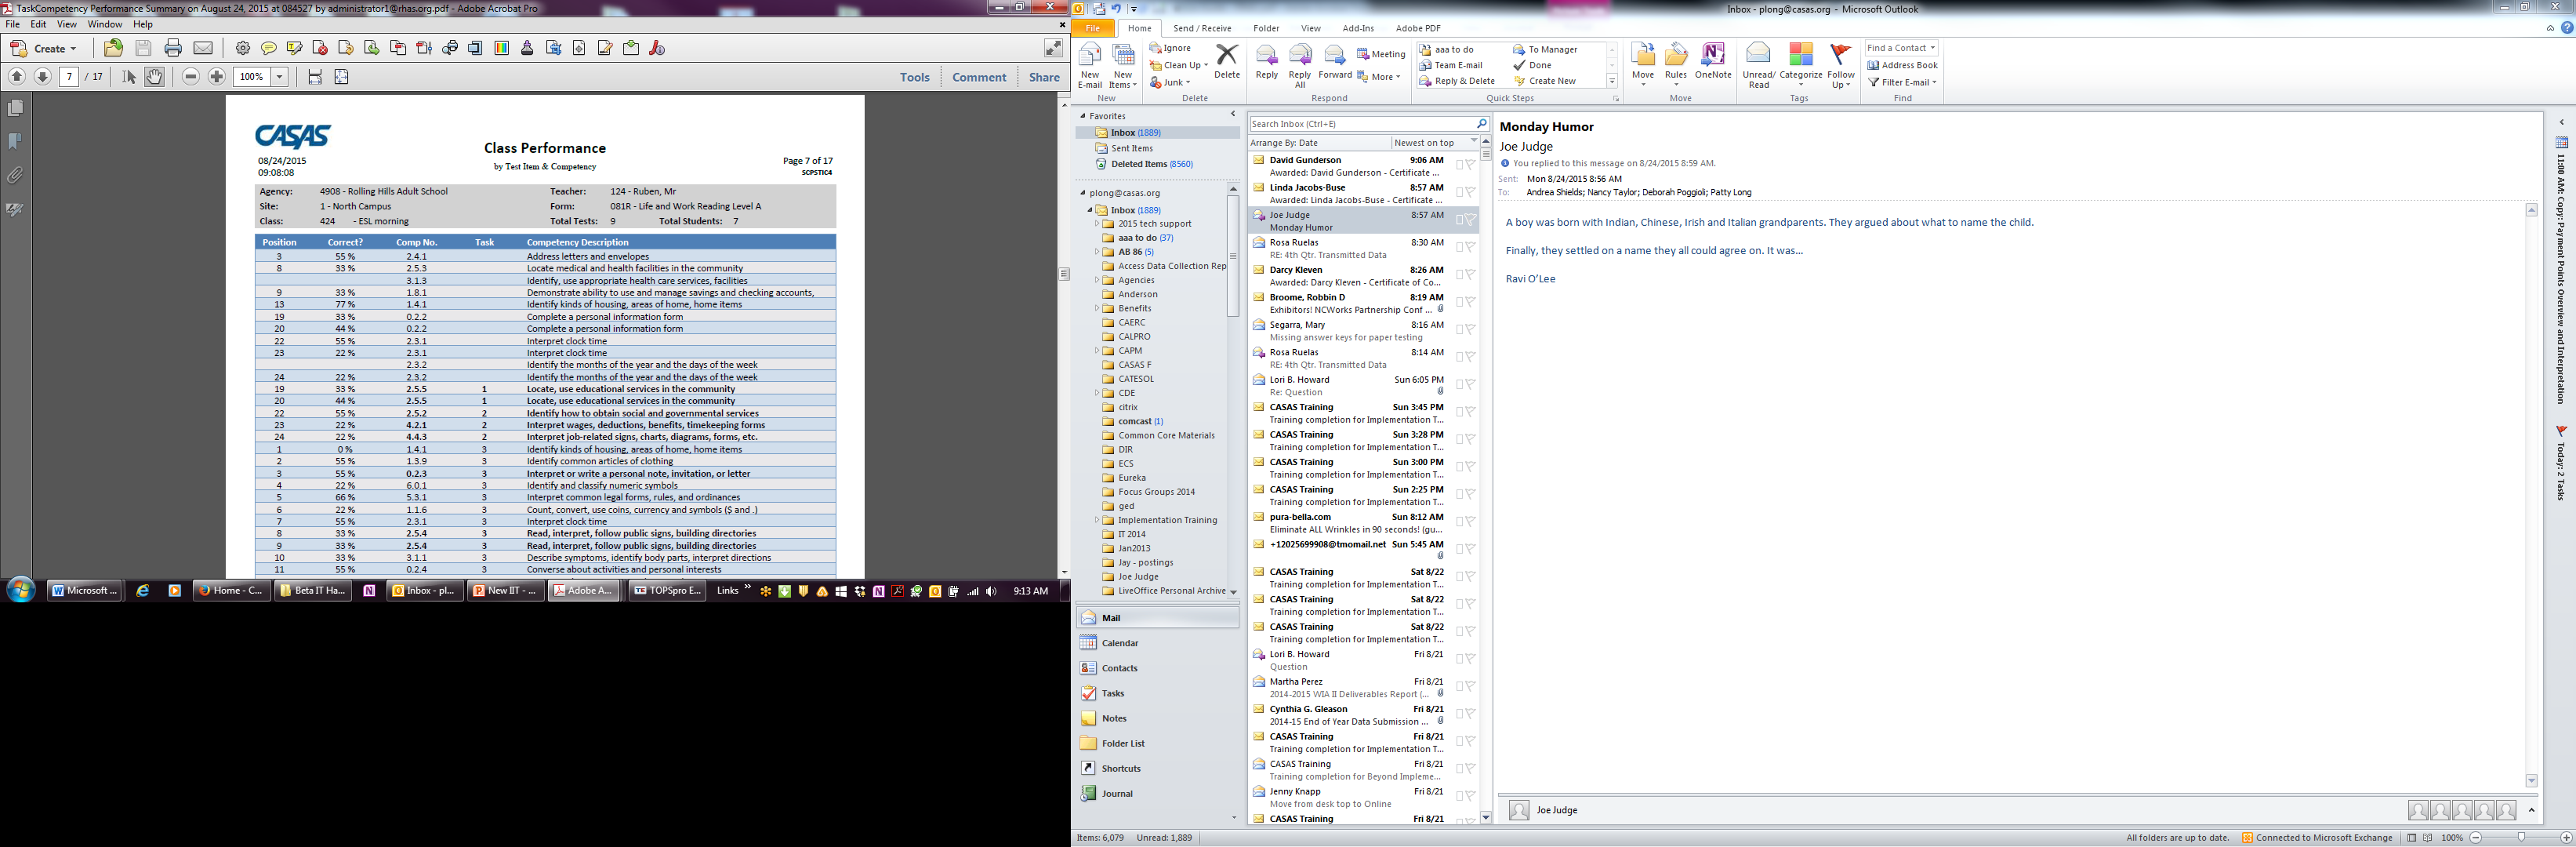 TaskCompetency Performance Summary on August 24, 2015 at 084527 by administrator1@rhas.org.pdf - Adobe Acrobat Pro
File Edit View Window Help
Create
7 / 17 100% Tools Comment Share
CASAS
08/24/2015
09:08:08
Class Performance
by Test Item & Competency
Page 7 of 17
SCPSTIC4
Agency: 4908 - Rolling Hills Adult School Teacher: 124 - Ruben, Mr
Site: 1 - North Campus Form: 081R - Life and Work Reading Level A
Class: 424 - ESL morning Total Tests: 9 Total Students: 7
Position Correct? Comp No. Task Competency Description
3 55 % 2.4.1 Address letters and envelopes
8 33 % 2.5.3 Locate medical and health facilities in the community
3.1.3 Identify, use appropriate health care services, facilities
9 33 % 1.8.1 Demonstrate ability to use and manage savings and checking accounts,
13 77 % 1.4.1 Identify kinds of housing, areas of home, home items
19 33 % 0.2.2 Complete a personal information form
20 44 % 0.2.2 Complete a personal information form
22 55 % 2.3.1 Interpret clock time
23 22 % 2.3.1 Interpret clock time
2.3.2 Identify the months of the year and the days of the week
24 22 % 2.3.2 Identify the months of the year and the days of the week
19 33 % 2.5.5 1 Locate, use educational services in the community
20 44 % 2.5.5 1 Locate, use educational services in the community
22 55 % 2.5.2 2 Identify how to obtain social and governmental services
23 22 % 4.2.1 2 Interpret wages, deductions, benefits, timekeeping forms
24 22 % 4.4.3 2 Interpret job-related signs, charts, diagrams, forms, etc.
1 0 % 1.4.1 3 Identify kinds of housing, areas of home, home items
2 55 % 1.3.9 3 Identify common articles of clothing
3 55 % 0.2.3 3 Interpret or write a personal note, invitation, or letter
4 22 % 6.0.1 3 Identify and classify numeric symbols
5 66 % 5.3.1 3 Interpret common legal forms, rules, and ordinances
6 22 % 1.1.6 3 Count, convert, use coins, currency and symbols ($ and .)
7 55 % 2.3.1 3 Interpret clock time
8 33 % 2.5.4 3 Read, interpret, follow public signs, building directories
9 33 % 2.5.4 3 Read, interpret, follow public signs, building directories
10 33 % 3.1.1 3 Describe symptoms, identify body parts, interpret directions
11 55 % 0.2.4 3 Converse about activities and personal interests
Microsoft ... Home - C... Beta IT Ha... Inbox - pl... New IIT - ... Adobe A... TOPSpro E... Links » 9:13 AM
Inbox - plong@casas.org - Microsoft Outlook
File Home Send / Receive Folder View Add-Ins Adobe PDF
New E-mail
New Items
New
Ignore
Clean Up
Junk
Delete
Delete
Reply
Reply All
Forward
Meeting
More
Respond
aaa to do
Team E-mail
Reply & Delete
To Manager
Done
Create New
Quick Steps
Move
Rules
OneNote
Move
Unread/ Read
Categorize
Follow Up
Tags
Find a Contact
Address Book
Filter E-mail
Find
Favorites
Inbox (1889)
Sent Items
Deleted Items (8560)
plong@casas.org
Inbox (1889)
2015 tech support
aaa to do (37)
AB 86 (5)
Access Data Collection Rep
Agencies
Anderson
Benefits
CAERC
CALPRO
CAPM
CASAS F
CATESOL
CDE
citrix
comcast (1)
Common Core Materials
DIR
ECS
Eureka
Focus Groups 2014
ged
Implementation Training
IT 2014
Jan2013
Jay - postings
Joe Judge
LiveOffice Personal Archive
Mail
Calendar
Contacts
Tasks
Notes
Folder List
Shortcuts
Journal
Search Inbox (Ctrl+E)
Arrange By: Date Newest on top
David Gunderson 9:06 AM
Awarded: David Gunderson - Certificate ...
Linda Jacobs-Buse 8:57 AM
Awarded: Linda Jacobs-Buse - Certificate ...
Joe Judge 8:57 AM
Monday Humor
Rosa Ruelas 8:30 AM
RE: 4th Qtr. Transmitted Data
Darcy Kleven 8:26 AM
Awarded: Darcy Kleven - Certificate of Co...
Broome, Robbin D 8:19 AM
Exhibitors! NCWorks Partnership Conf ...
Segarra, Mary 8:16 AM
Missing answer keys for paper testing
Rosa Ruelas 8:14 AM
RE: 4th Qtr. Transmitted Data
Lori B. Howard Sun 6:05 PM
Re: Question
CASAS Training Sun 3:45 PM
Training completion for Implementation T...
CASAS Training Sun 3:28 PM
Training completion for Implementation T...
CASAS Training Sun 3:00 PM
Training completion for Implementation T...
CASAS Training Sun 2:25 PM
Training completion for Implementation T...
pura-bella.com Sun 8:12 AM
Eliminate ALL Wrinkles in 90 seconds! (gu...
+12025699908@tmomail.net Sun 5:45 AM
CASAS Training Sat 8/22
Training completion for Implementation T...
CASAS Training Sat 8/22
Training completion for Implementation T...
CASAS Training Sat 8/22
Training completion for Implementation T...
Lori B. Howard Fri 8/21
Question
Martha Perez Fri 8/21
2014-2015 WIA II Deliverables Report (...
Cynthia G. Gleason Fri 8/21
2014-15 End of Year Data Submission ...
CASAS Training Fri 8/21
Training completion for Implementation T...
CASAS Training Fri 8/21
Training completion for Beyond Impleme...
Jenny Knapp Fri 8/21
Move from desk top to Online
CASAS Training Fri 8/21
Monday Humor
Joe Judge
You replied to this message on 8/24/2015 8:59 AM.
Sent: Mon 8/24/2015 8:56 AM
To: Andrea Shields; Nancy Taylor; Deborah Poggioli; Patty Long
A boy was born with Indian, Chinese, Irish and Italian grandparents. They argued about what to name the child.
Finally, they settled on a name they all could agree on. It was...
Ravi O'Lee
Joe Judge
11:00 AM: Copy: Payment Points Overview and Interpretation
Today: 2 Tasks
Items: 6,079 Unread: 1,889
All folders are up to date. Connected to Microsoft Exchange 100%